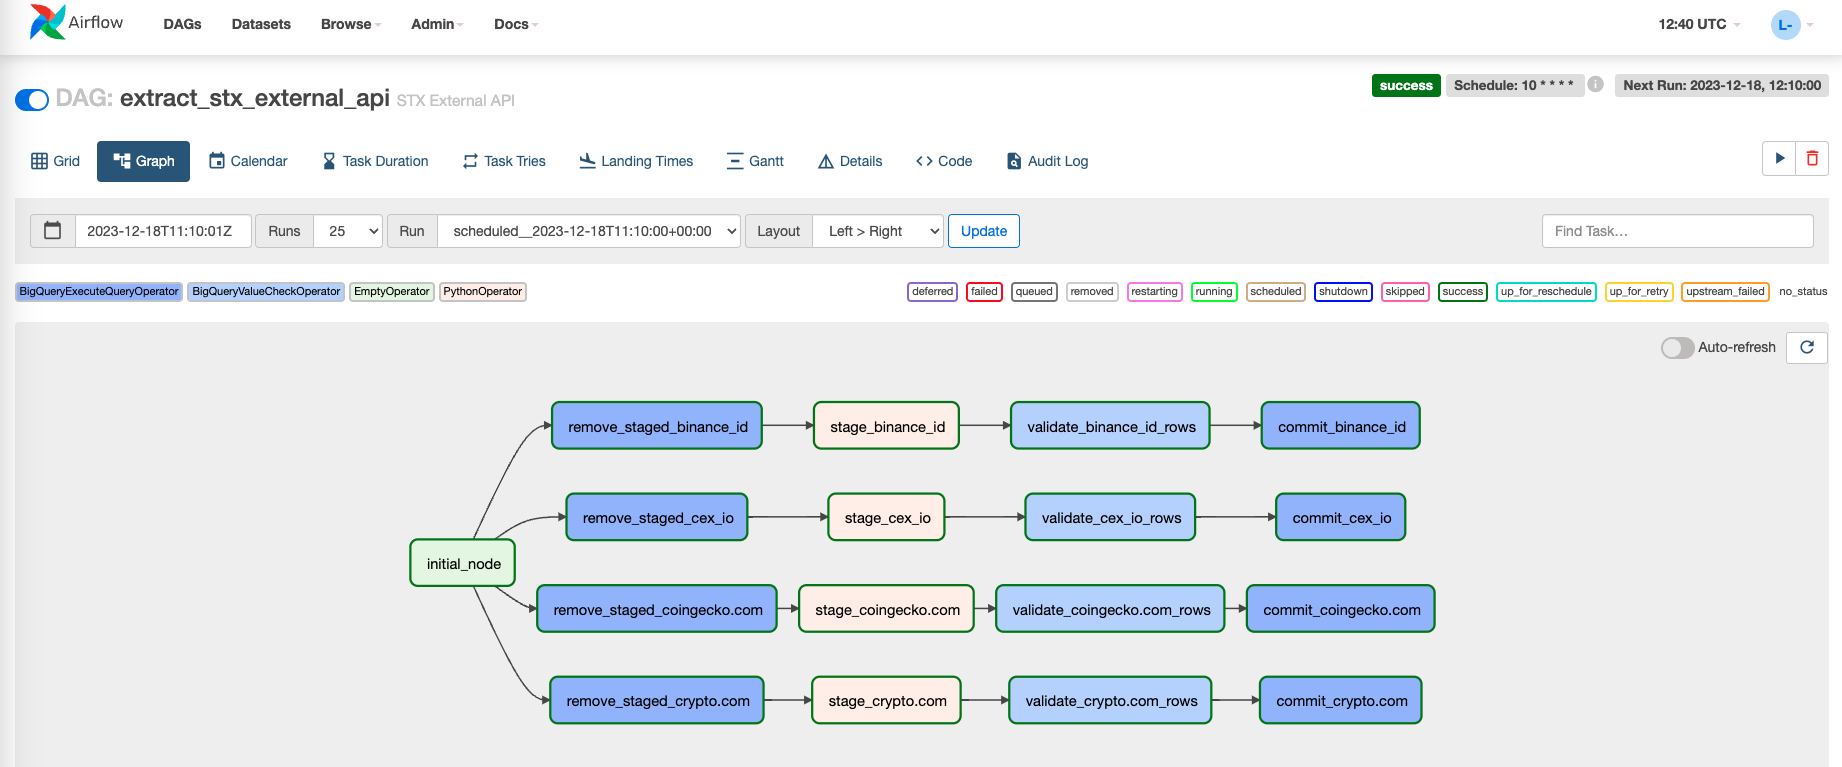 Airflow DAGs Datasets Browse Admin Docs 12:40 UTC L-
DAG: extract_stx_external_api STX External API
success Schedule: 10 * * * * i Next Run: 2023-12-18, 12:10:00
Grid Graph Calendar Task Duration Task Tries Landing Times Gantt Details Code Audit Log
2023-12-18T11:10:01Z Runs 25 Run scheduled__2023-12-18T11:10:00+00:00 Layout Left > Right Update Find Task...
BigQueryExecuteQueryOperator BigQueryValueCheckOperator EmptyOperator PythonOperator deferred failed queued removed restarting running scheduled shutdown skipped success up_for_reschedule up_for_retry upstream_failed no_status
Auto-refresh
remove_staged_binance_id stage_binance_id validate_binance_id_rows commit_binance_id
remove_staged_cex_io stage_cex_io validate_cex_io_rows commit_cex_io
initial_node
remove_staged_coingecko.com stage_coingecko.com validate_coingecko.com_rows commit_coingecko.com
remove_staged_crypto.com stage_crypto.com validate_crypto.com_rows commit_crypto.com